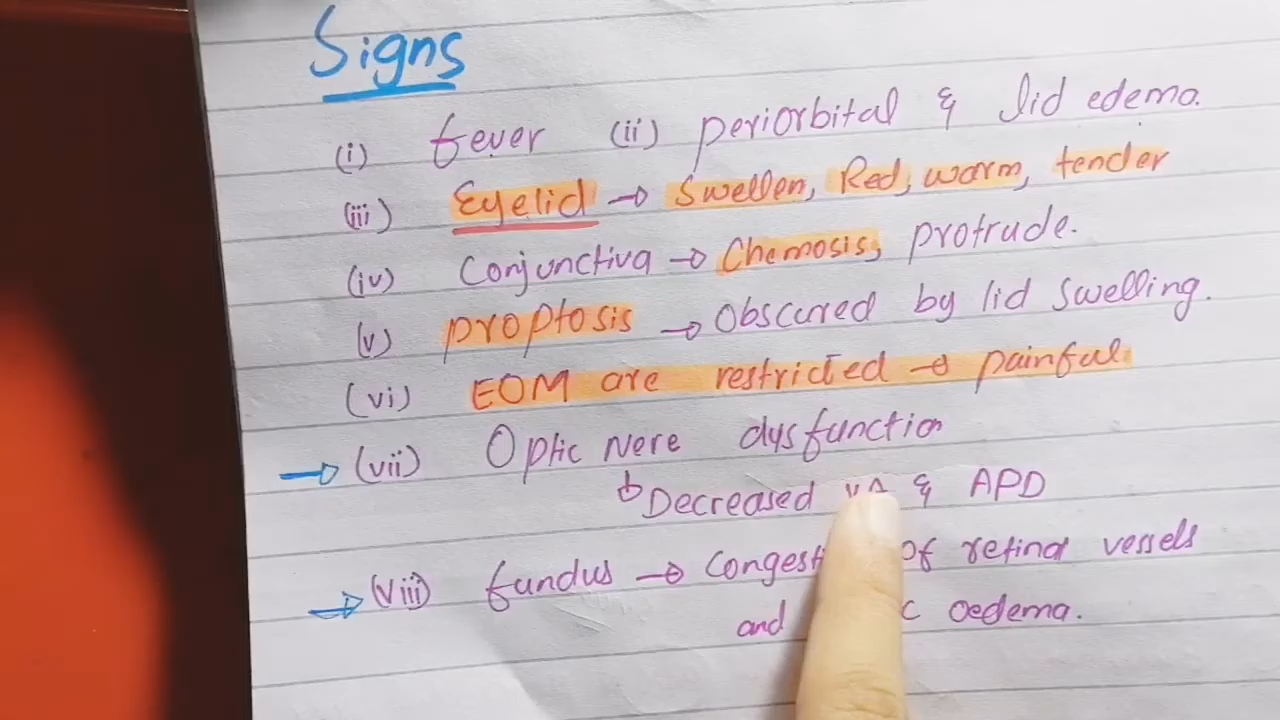 Signs
(i) fever (ii) periorbital & lid edema.
(iii) Eyelid → Swellen, Red, warm, tender
(iv) Conjunctiva → Chemosis, protrude.
(v) proptosis → Obscured by lid swelling.
(vi) EOM are restricted → painful.
→ (vii) Optic Nere dysfunction
↳ Decreased VA & APD
→ (viii) fundus → of retinal vessels
and oedema.